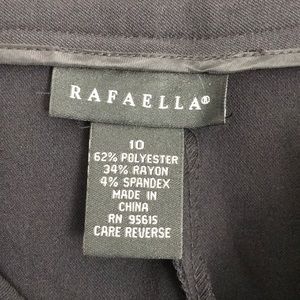 RAFAELLA®
10
62% POLYESTER
34% RAYON
4% SPANDEX
MADE IN
CHINA
RN 95615
CARE REVERSE